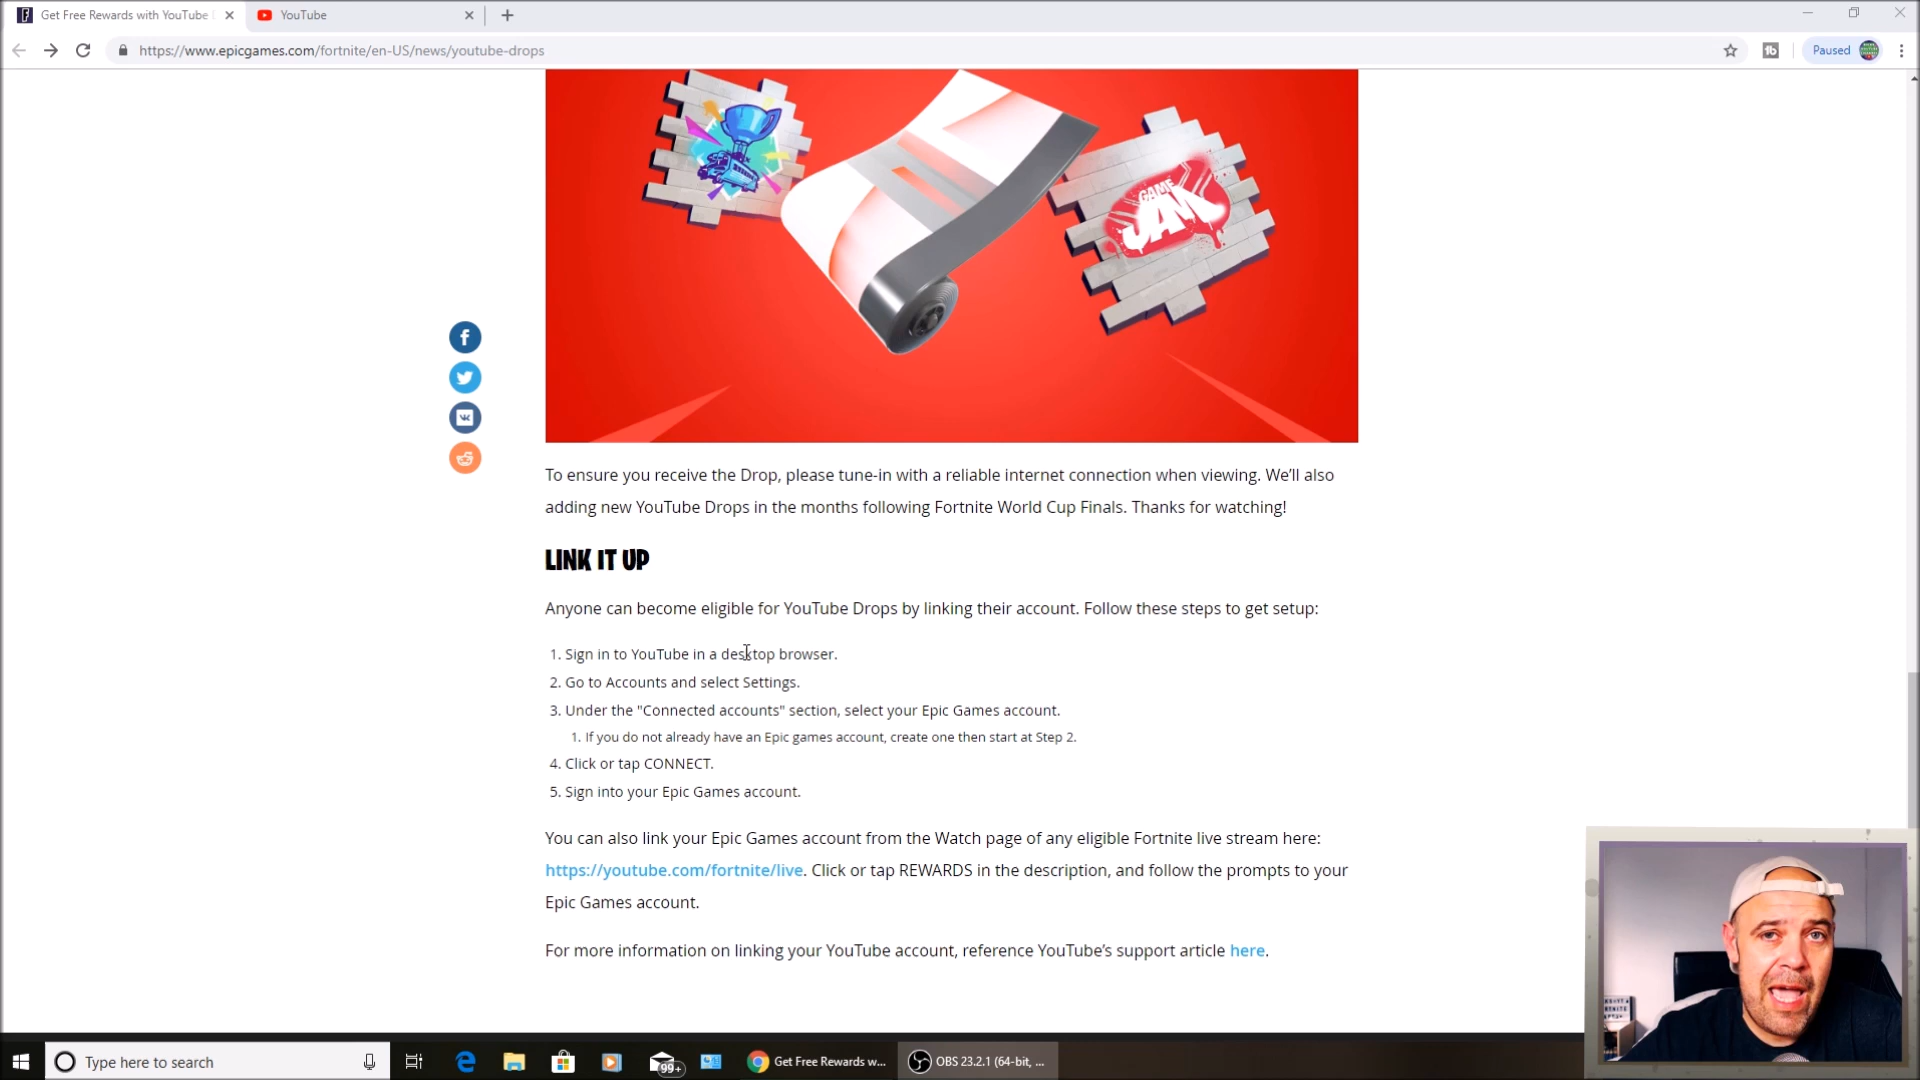 Get Free Rewards with YouTube
YouTube
https://www.epicgames.com/fortnite/en-US/news/youtube-drops
Paused
GAME
JAM
To ensure you receive the Drop, please tune-in with a reliable internet connection when viewing. We'll also
adding new YouTube Drops in the months following Fortnite World Cup Finals. Thanks for watching!
LINK IT UP
Anyone can become eligible for YouTube Drops by linking their account. Follow these steps to get setup:
1. Sign in to YouTube in a desktop browser.
2. Go to Accounts and select Settings.
3. Under the "Connected accounts" section, select your Epic Games account.
1. If you do not already have an Epic games account, create one then start at Step 2.
4. Click or tap CONNECT.
5. Sign into your Epic Games account.
You can also link your Epic Games account from the Watch page of any eligible Fortnite live stream here:
https://youtube.com/fortnite/live. Click or tap REWARDS in the description, and follow the prompts to your
Epic Games account.
For more information on linking your YouTube account, reference YouTube's support article here.
Type here to search
99+
Get Free Rewards w...
OBS 23.2.1 (64-bit, ...